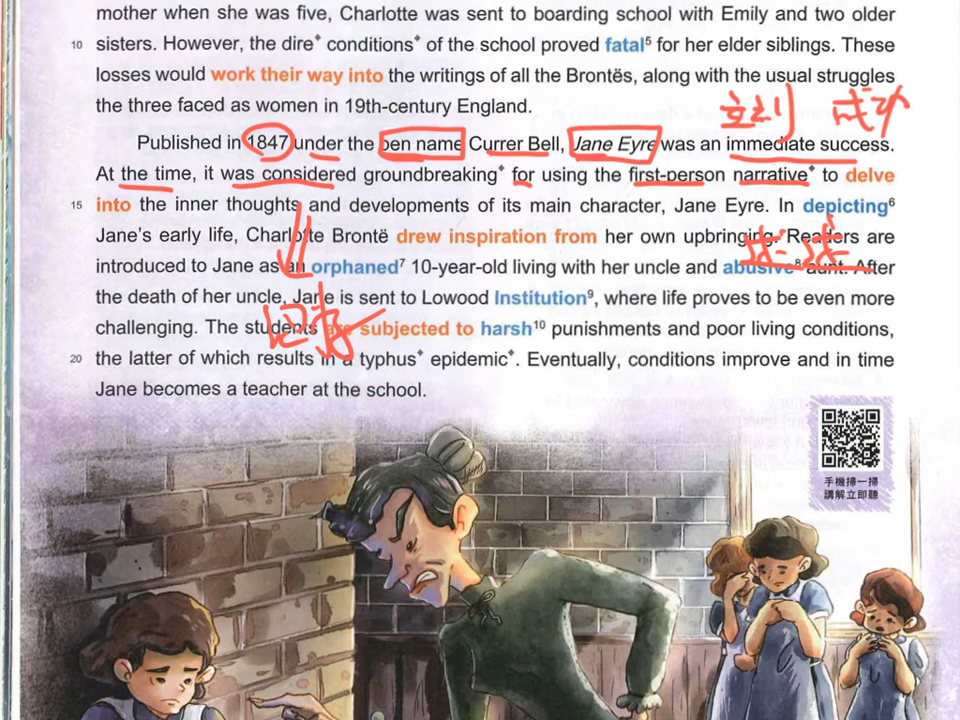 mother when she was five, Charlotte was sent to boarding school with Emily and two older
10 sisters. However, the dire⁺ conditions⁺ of the school proved fatal⁵ for her elder siblings. These
losses would work their way into the writings of all the Brontës, along with the usual struggles
the three faced as women in 19th-century England.
立刻 成功
Published in 1847 under the pen name Currer Bell, Jane Eyre was an immediate success.
At the time, it was considered groundbreaking⁺ for using the first-person narrative⁺ to delve
15 into the inner thoughts and developments of its main character, Jane Eyre. In depicting⁶
Jane's early life, Charlotte Brontë drew inspiration from her own upbringing. Readers are
introduced to Jane as an orphaned⁷ 10-year-old living with her uncle and abusive⁸ aunt. After
the death of her uncle, Jane is sent to Lowood Institution⁹, where life proves to be even more
challenging. The students are subjected to harsh¹⁰ punishments and poor living conditions,
20 the latter of which results in a typhus⁺ epidemic⁺. Eventually, conditions improve and in time
Jane becomes a teacher at the school.
手機掃一掃
講解立即聽